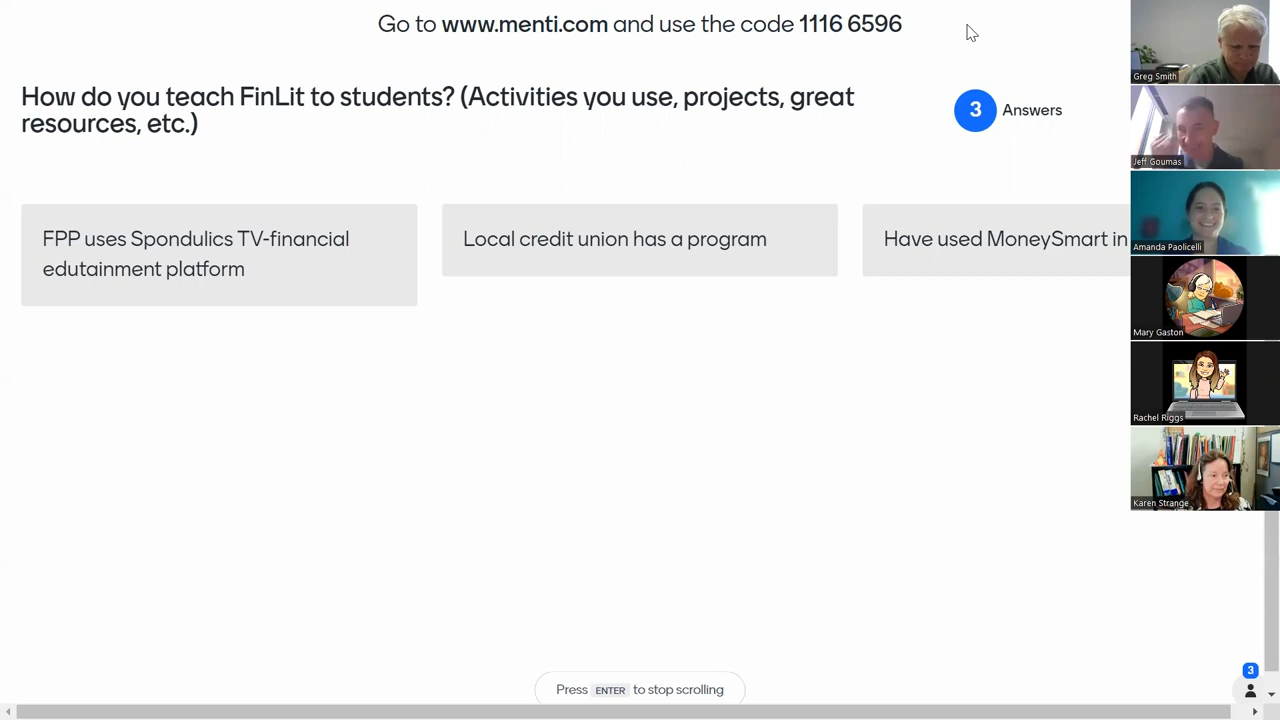 Go to www.menti.com and use the code 1116 6596
How do you teach FinLit to students? (Activities you use, projects, great
resources, etc.)
3 Answers
FPP uses Spondulics TV-financial
edutainment platform
Local credit union has a program
Have used MoneySmart in
Greg Smith
Jeff Goumas
Amanda Paolicelli
Mary Gaston
Rachel Riggs
Karen Strange
3
Press ENTER to stop scrolling